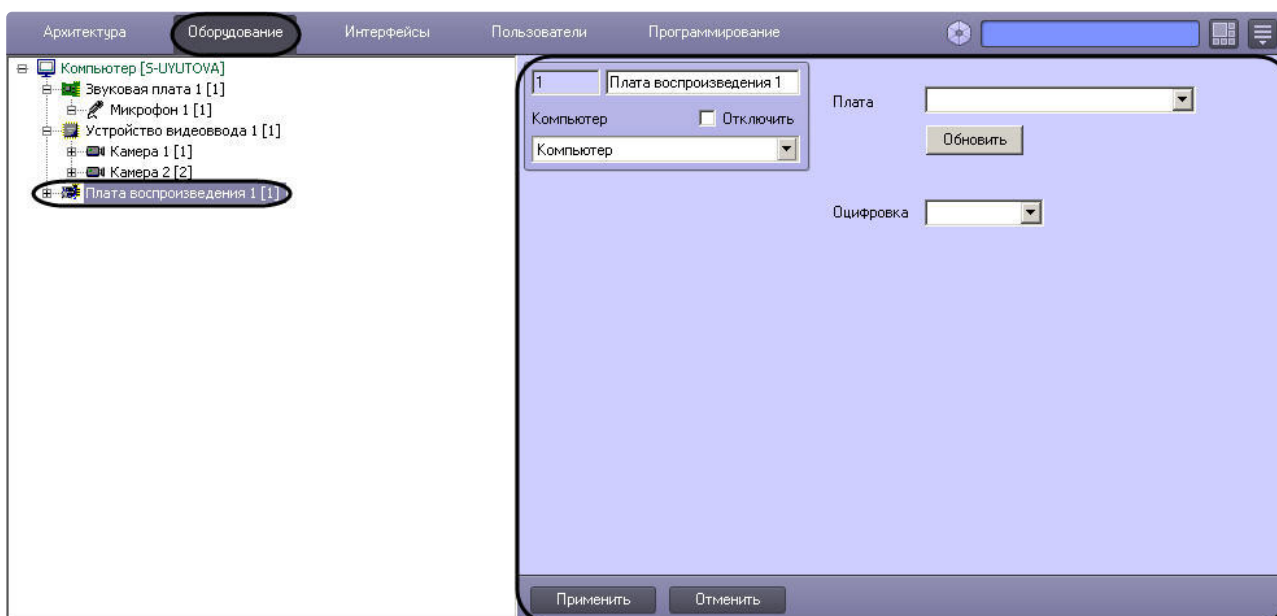 Архитектура Оборудование Интерфейсы Пользователи Программирование
Компьютер [S-UYUTOVA]
Звуковая плата 1 [1]
Микрофон 1 [1]
Устройство видеоввода 1 [1]
Камера 1 [1]
Камера 2 [2]
Плата воспроизведения 1 [1]
1 Плата воспроизведения 1
Компьютер Отключить
Компьютер
Плата
Обновить
Оцифровка
Применить Отменить